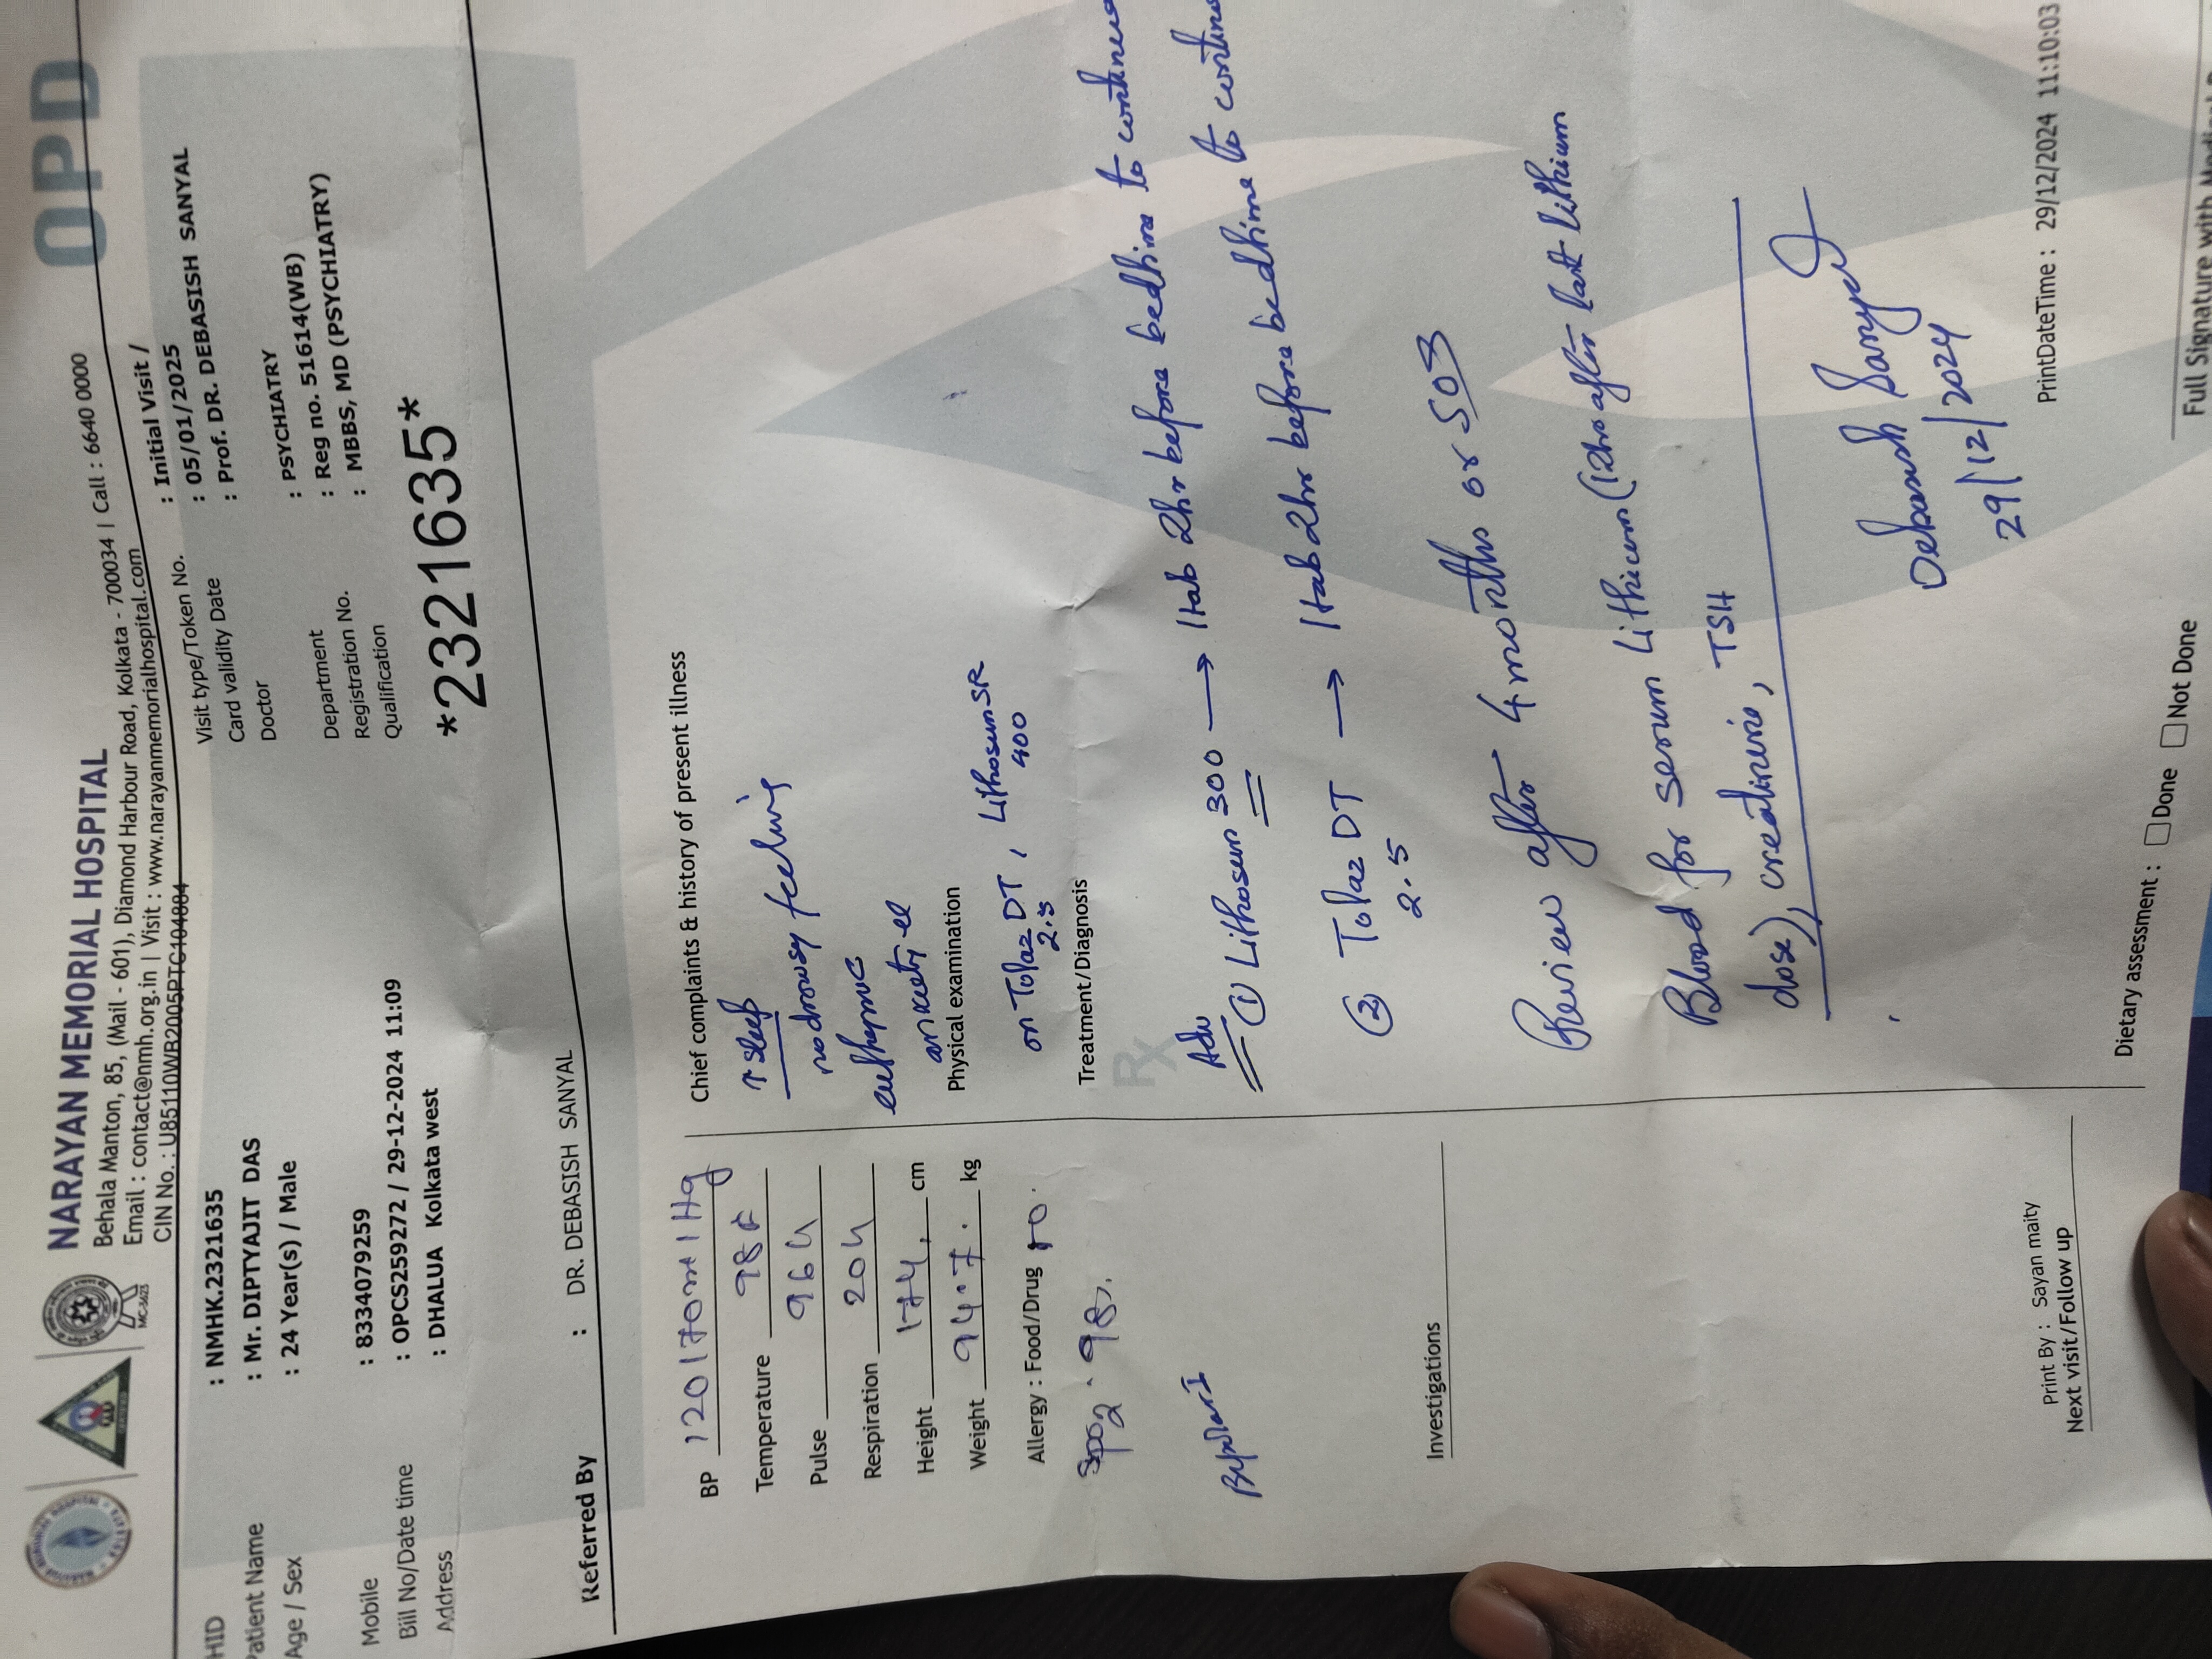 NARAYAN MEMORIAL HOSPITAL
OPD
Behala Manton, 85, (Mail - 601), Diamond Harbour Road, Kolkata - 700034 | Call : 6640 0000
Email : contact@nmh.org.in | Visit : www.narayanmemorialhospital.com
CIN No. : U85110WB2005PTC104884
MC-3623
HID : NMHK.2321635
Patient Name : Mr. DIPTYAJIT DAS
Age / Sex : 24 Year(s) / Male
Mobile : 8334079259
Bill No/Date time : OPCS259272 / 29-12-2024 11:09
Address : DHALUA Kolkata west
Visit type/Token No. : Initial Visit /
Card validity Date : 05/01/2025
Doctor : Prof. DR. DEBASISH SANYAL
Department : PSYCHIATRY
Registration No. : Reg no. 51614(WB)
Qualification : MBBS, MD (PSYCHIATRY)
*2321635*
Referred By : DR. DEBASISH SANYAL
BP 120/70
Temperature 98 F
Pulse 96
Respiration 20
Height 174 cm
Weight 94.7 kg
Allergy : Food/Drug no
Spo2 98
Bipolar I
Investigations
Chief complaints & history of present illness
↑ sleep
no drowsy feeling
euthymic
anxiety
Physical examination
on Tolaz DT, Lithosun SR
2.5 400
Treatment/Diagnosis
Rx
Adv
① Lithosun 300 → 1 tab 2hr before bedtime to continue
② Tolaz DT → 1 tab 2hr before bedtime to
2.5
Review after 4 months or SOS
Blood for serum Lithium (12hrs after last lithium
dose), creatinine, TSH
Debasish Sanyal
29/12/2024
Print By : Sayan maity
Next visit/Follow up
PrintDateTime : 29/12/2024 11:10:03
Dietary assessment : Done Not Done
Full Signature with